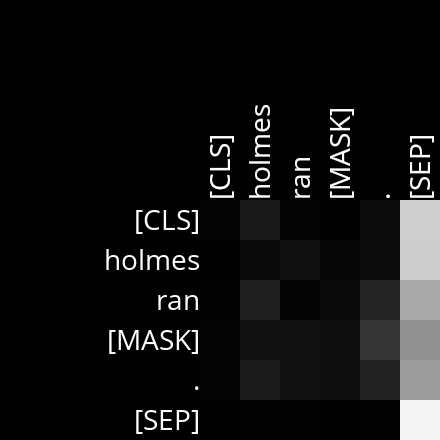 [CLS]
holmes
ran
[MASK]
.
[SEP]
[CLS]
holmes
ran
[MASK]
.
[SEP]